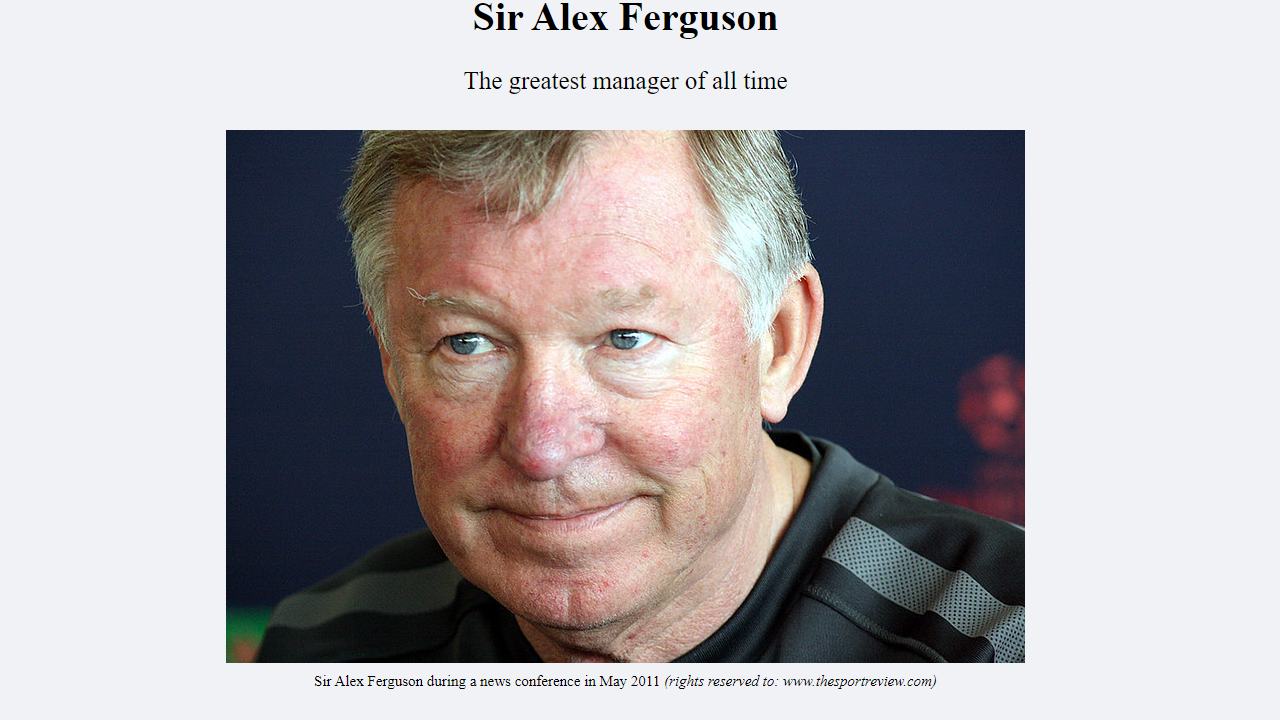 Sir Alex Ferguson
The greatest manager of all time
Sir Alex Ferguson during a news conference in May 2011 (rights reserved to: www.thesportreview.com)